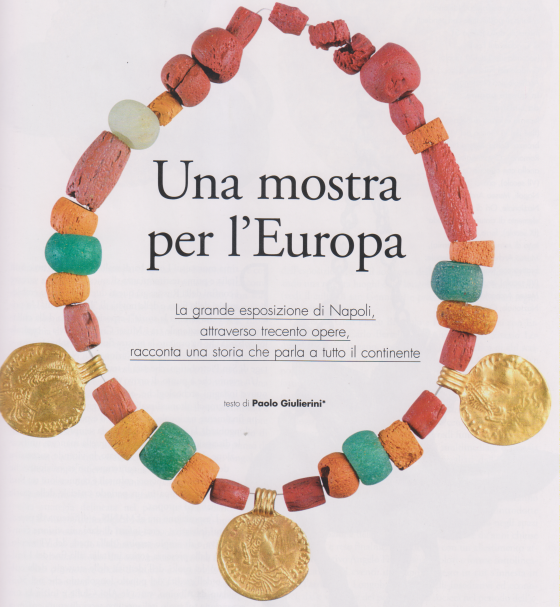 Una mostra
per l'Europa
La grande esposizione di Napoli,
attraverso trecento opere,
racconta una storia che parla a tutto il continente
testo di Paolo Giulierini*